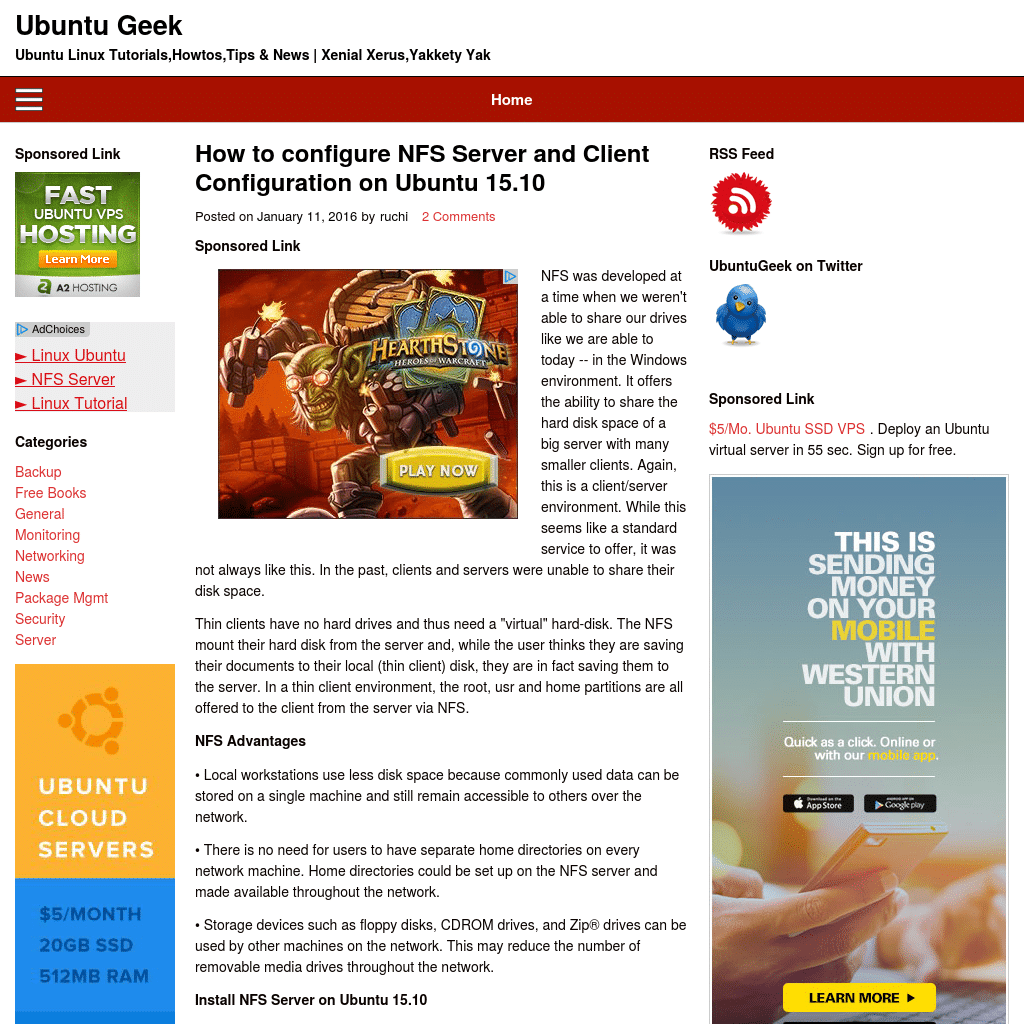 Ubuntu Geek
Ubuntu Linux Tutorials,Howtos,Tips & News | Xenial Xerus,Yakkety Yak
Home
Sponsored Link
FAST
UBUNTU VPS
HOSTING
Learn More
A2 HOSTING
AdChoices
► Linux Ubuntu
► NFS Server
► Linux Tutorial
Categories
Backup
Free Books
General
Monitoring
Networking
News
Package Mgmt
Security
Server
UBUNTU
CLOUD
SERVERS
$5/MONTH
20GB SSD
512MB RAM
How to configure NFS Server and Client
Configuration on Ubuntu 15.10
Posted on January 11, 2016 by ruchi 2 Comments
Sponsored Link
HEARTHSTONE
HEROES OF WARCRAFT
PLAY NOW
NFS was developed at
a time when we weren't
able to share our drives
like we are able to
today -- in the Windows
environment. It offers
the ability to share the
hard disk space of a
big server with many
smaller clients. Again,
this is a client/server
environment. While this
seems like a standard
service to offer, it was
not always like this. In the past, clients and servers were unable to share their
disk space.
Thin clients have no hard drives and thus need a "virtual" hard-disk. The NFS
mount their hard disk from the server and, while the user thinks they are saving
their documents to their local (thin client) disk, they are in fact saving them to
the server. In a thin client environment, the root, usr and home partitions are all
offered to the client from the server via NFS.
NFS Advantages
• Local workstations use less disk space because commonly used data can be
stored on a single machine and still remain accessible to others over the
network.
• There is no need for users to have separate home directories on every
network machine. Home directories could be set up on the NFS server and
made available throughout the network.
• Storage devices such as floppy disks, CDROM drives, and Zip® drives can be
used by other machines on the network. This may reduce the number of
removable media drives throughout the network.
Install NFS Server on Ubuntu 15.10
RSS Feed
UbuntuGeek on Twitter
Sponsored Link
$5/Mo. Ubuntu SSD VPS . Deploy an Ubuntu
virtual server in 55 sec. Sign up for free.
THIS IS
SENDING
MONEY
ON YOUR
MOBILE
WITH
WESTERN
UNION
Quick as a click. Online or
with our mobile app.
Download on the
App Store
ANDROID APP ON
Google play
LEARN MORE ►